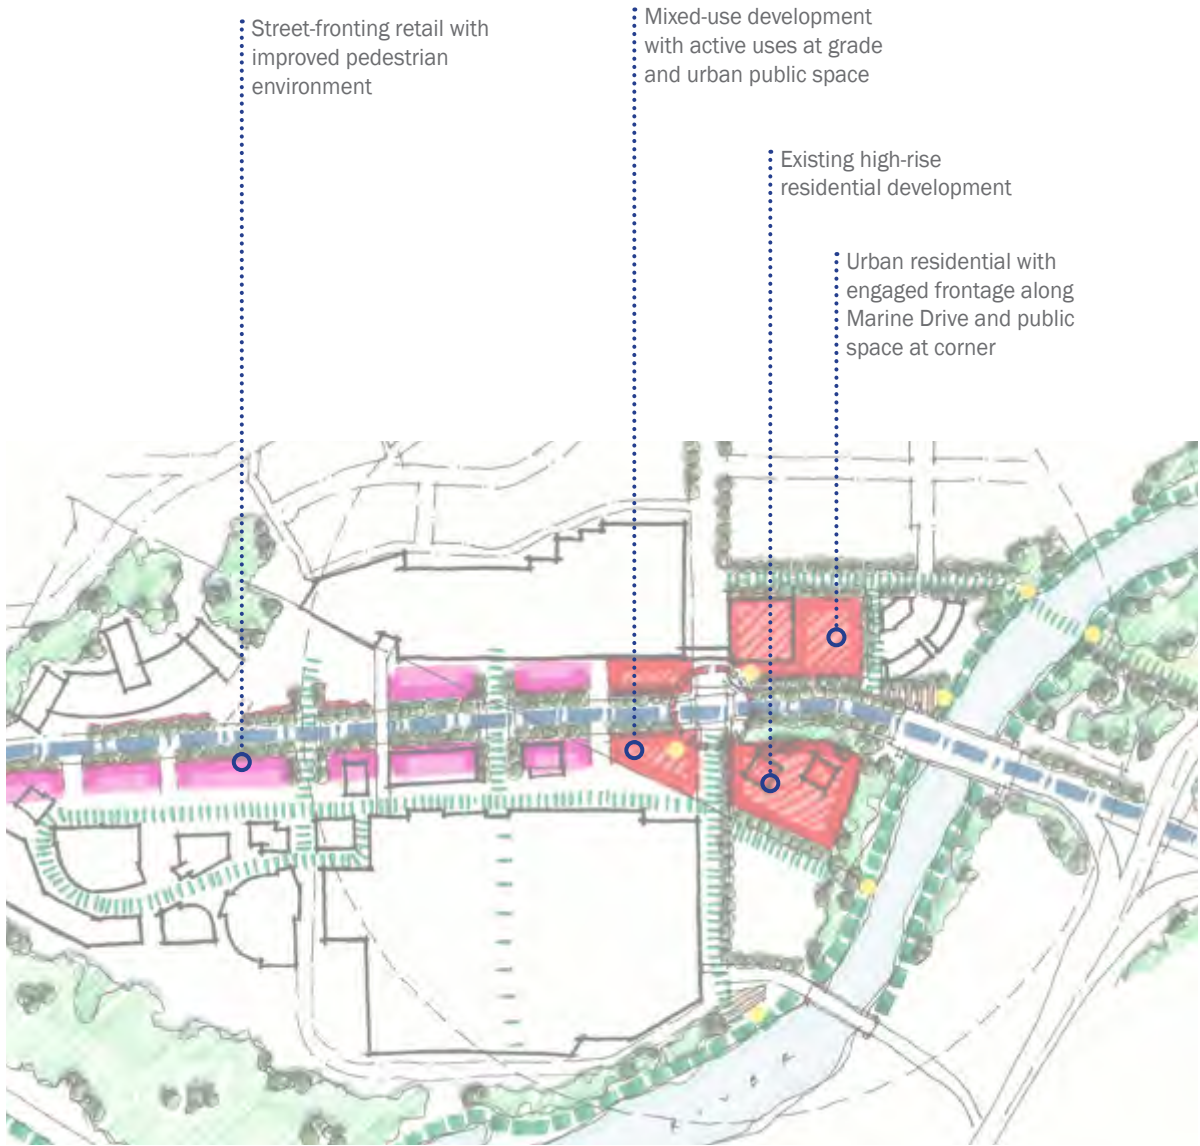 Street-fronting retail with
improved pedestrian
environment
Mixed-use development
with active uses at grade
and urban public space
Existing high-rise
residential development
Urban residential with
engaged frontage along
Marine Drive and public
space at corner